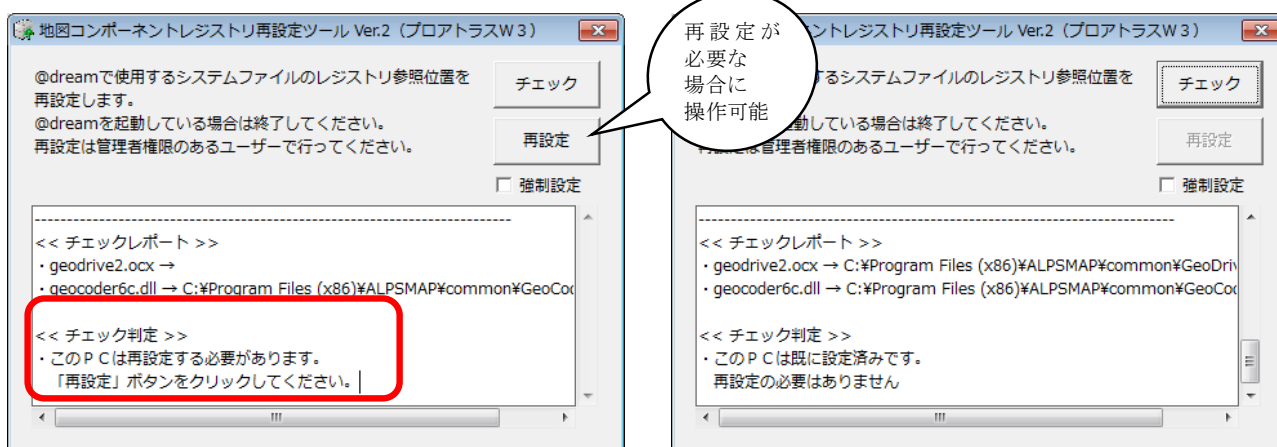 地図コンポーネントレジストリ再設定ツール Ver.2（プロアトラスW３）
@dreamで使用するシステムファイルのレジストリ参照位置を
再設定します。
@dreamを起動している場合は終了してください。
再設定は管理者権限のあるユーザーで行ってください。
チェック
再設定
強制設定
<< チェックレポート >>
・geodrive2.ocx →
・geocoder6c.dll → C:¥Program Files (x86)¥ALPSMAP¥common¥GeoCoc
<< チェック判定 >>
・このＰＣは再設定する必要があります。
「再設定」ボタンをクリックしてください。
再設定が
必要な
場合に
操作可能
ントレジストリ再設定ツール Ver.2（プロアトラスW３）
するシステムファイルのレジストリ参照位置を
動している場合は終了してください。
再設定は管理者権限のあるユーザーで行ってください。
チェック
再設定
強制設定
<< チェックレポート >>
・geodrive2.ocx → C:¥Program Files (x86)¥ALPSMAP¥common¥GeoDriv
・geocoder6c.dll → C:¥Program Files (x86)¥ALPSMAP¥common¥GeoCoc
<< チェック判定 >>
・このＰＣは既に設定済みです。
再設定の必要はありません